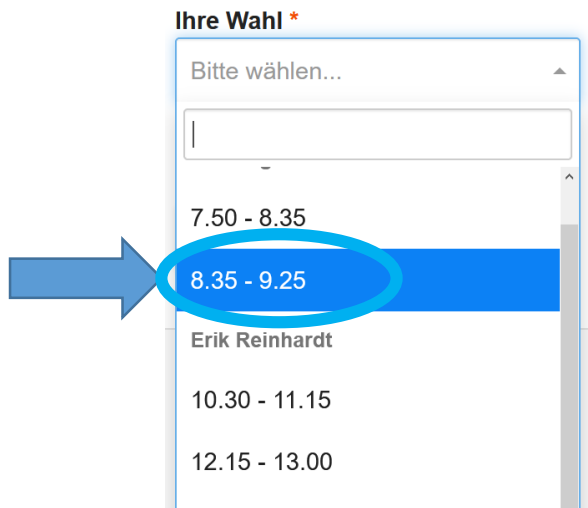 Ihre Wahl *
Bitte wählen...
7.50 - 8.35
8.35 - 9.25
Erik Reinhardt
10.30 - 11.15
12.15 - 13.00